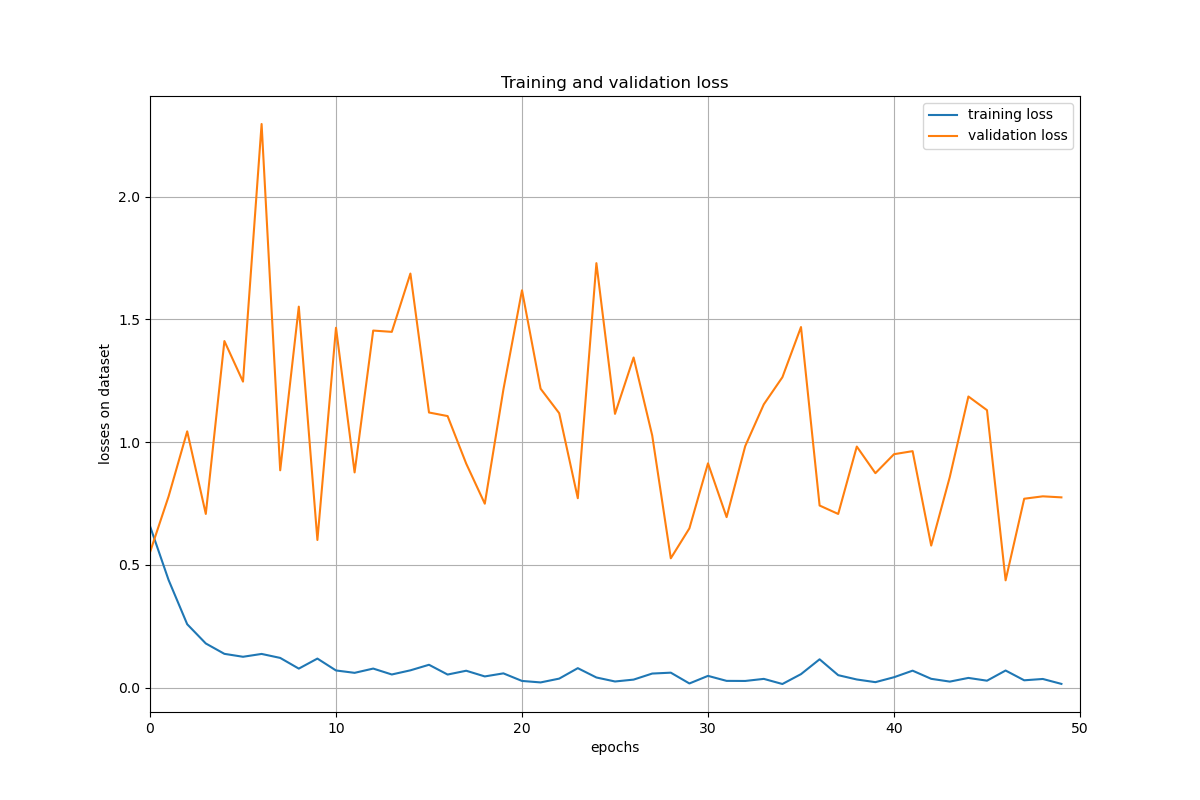 Training and validation loss
training loss
validation loss
losses on dataset
2.0
1.5
1.0
0.5
0.0
0 10 20 30 40 50
epochs